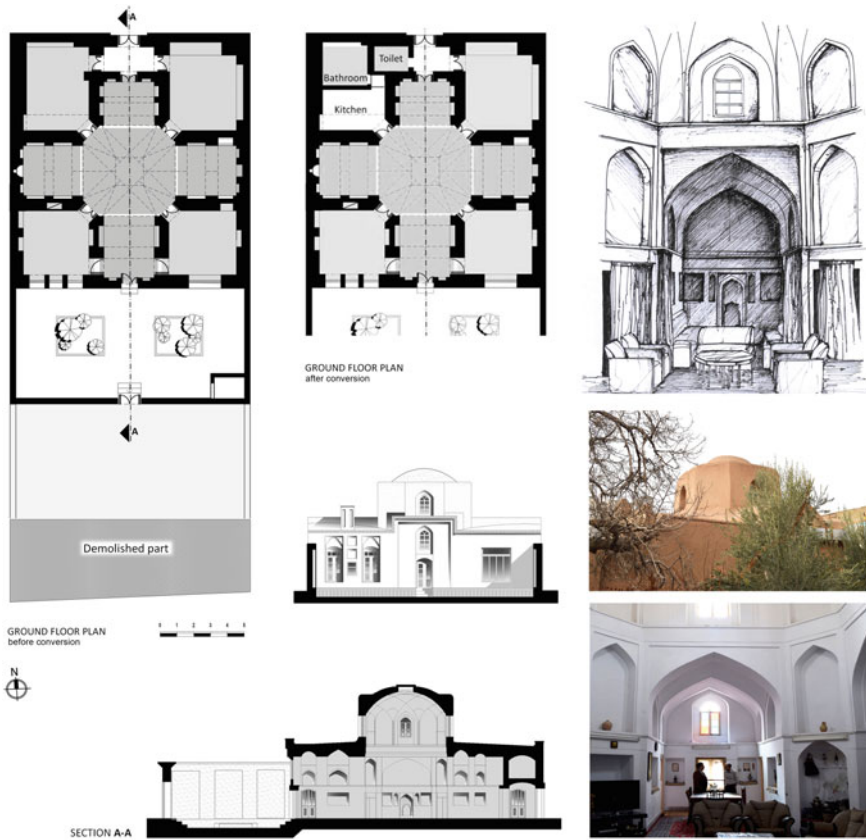 A
Toilet
Bathroom
Kitchen
GROUND FLOOR PLAN
after conversion
A
Demolished part
GROUND FLOOR PLAN
before conversion
0 1 2 3 4 5
N
SECTION A-A